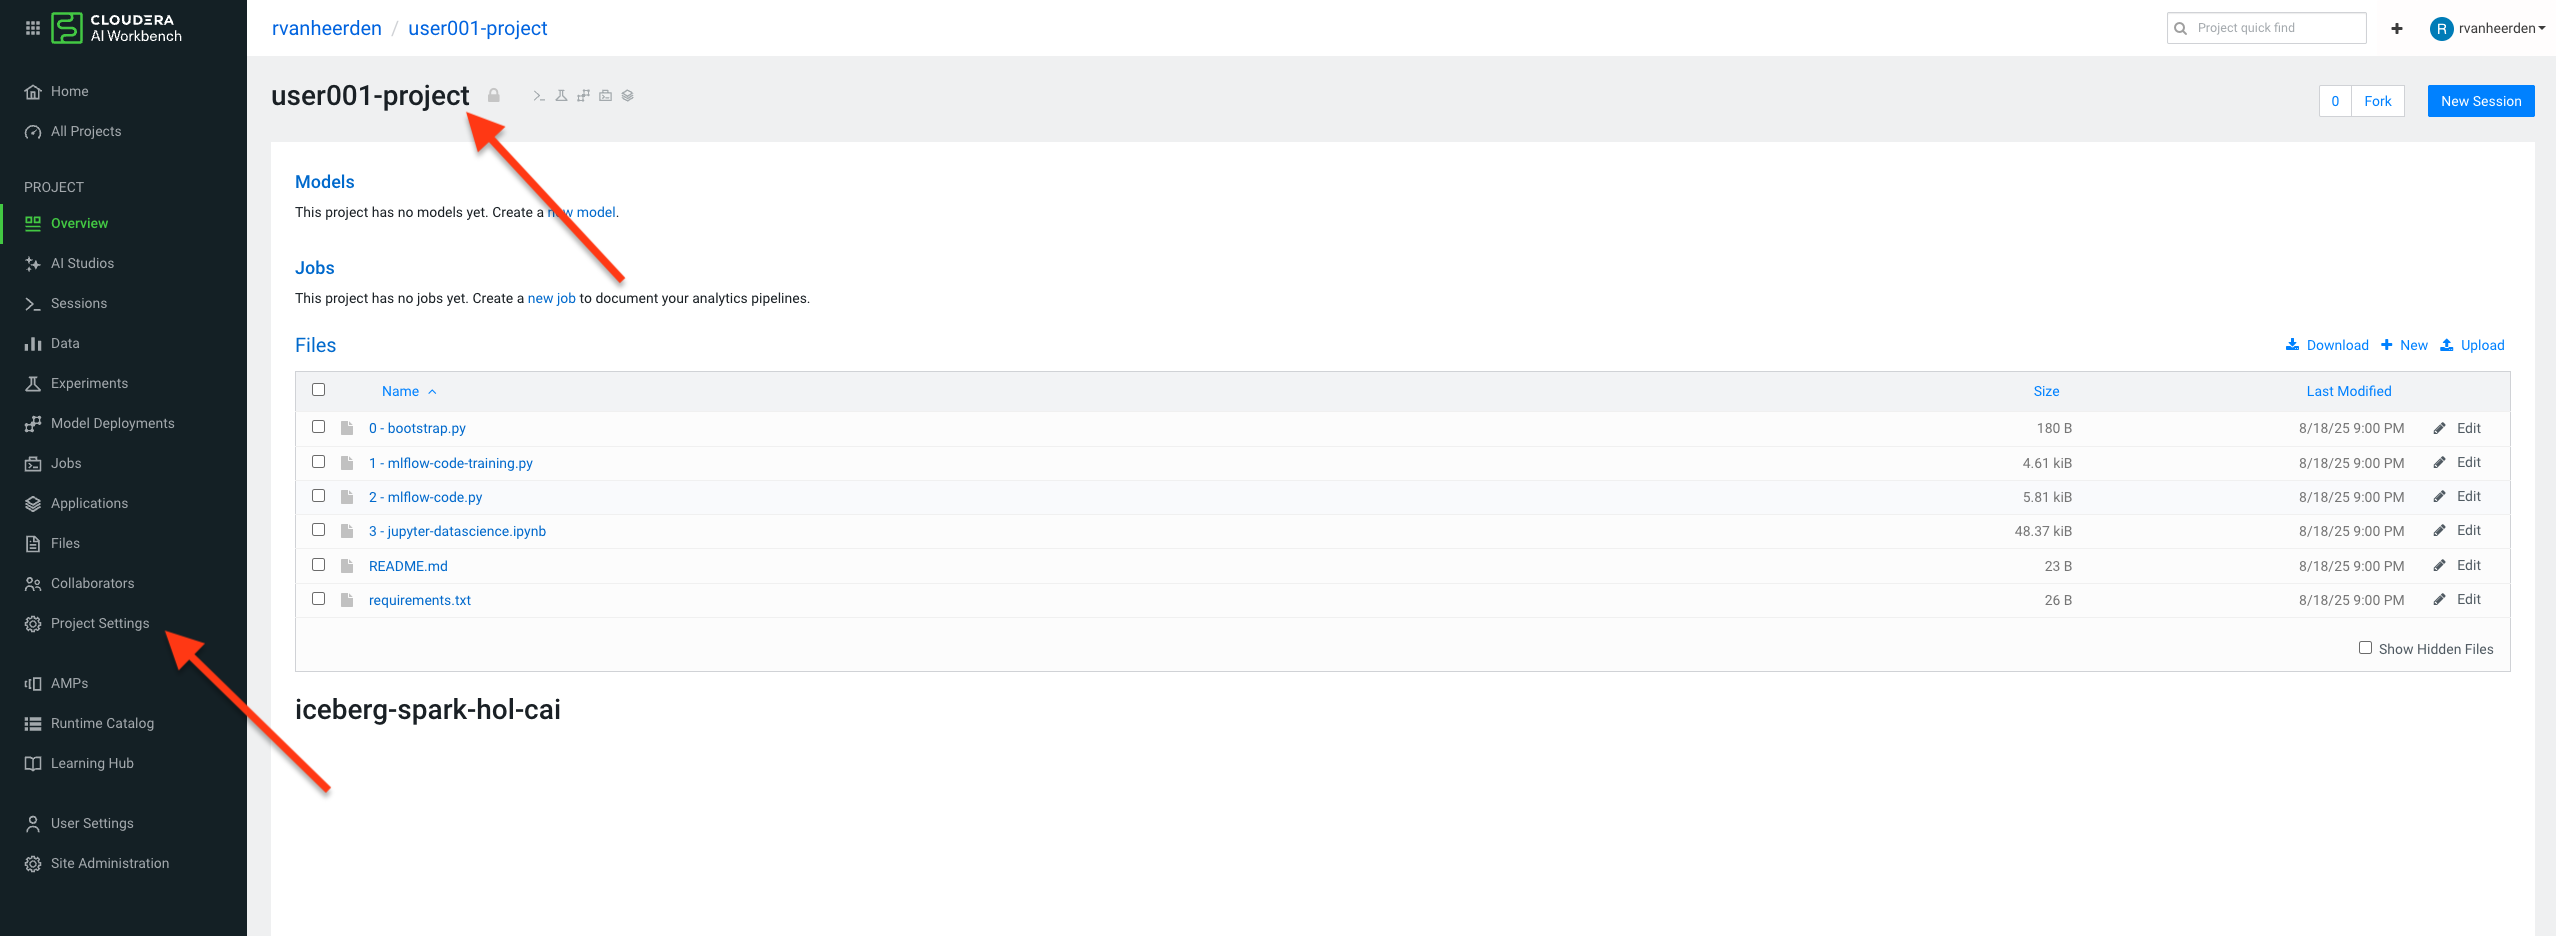 CLOUDERA
AI Workbench
Home
All Projects
PROJECT
Overview
AI Studios
Sessions
Data
Experiments
Model Deployments
Jobs
Applications
Files
Collaborators
Project Settings
AMPs
Runtime Catalog
Learning Hub
User Settings
Site Administration
rvanheerden / user001-project
Project quick find
R rvanheerden
user001-project
0 Fork New Session
Models
This project has no models yet. Create a new model.
Jobs
This project has no jobs yet. Create a new job to document your analytics pipelines.
Files
Download New Upload
Name Size Last Modified
0 - bootstrap.py 180 B 8/18/25 9:00 PM Edit
1 - mlflow-code-training.py 4.61 kiB 8/18/25 9:00 PM Edit
2 - mlflow-code.py 5.81 kiB 8/18/25 9:00 PM Edit
3 - jupyter-datascience.ipynb 48.37 kiB 8/18/25 9:00 PM Edit
README.md 23 B 8/18/25 9:00 PM Edit
requirements.txt 26 B 8/18/25 9:00 PM Edit
Show Hidden Files
iceberg-spark-hol-cai